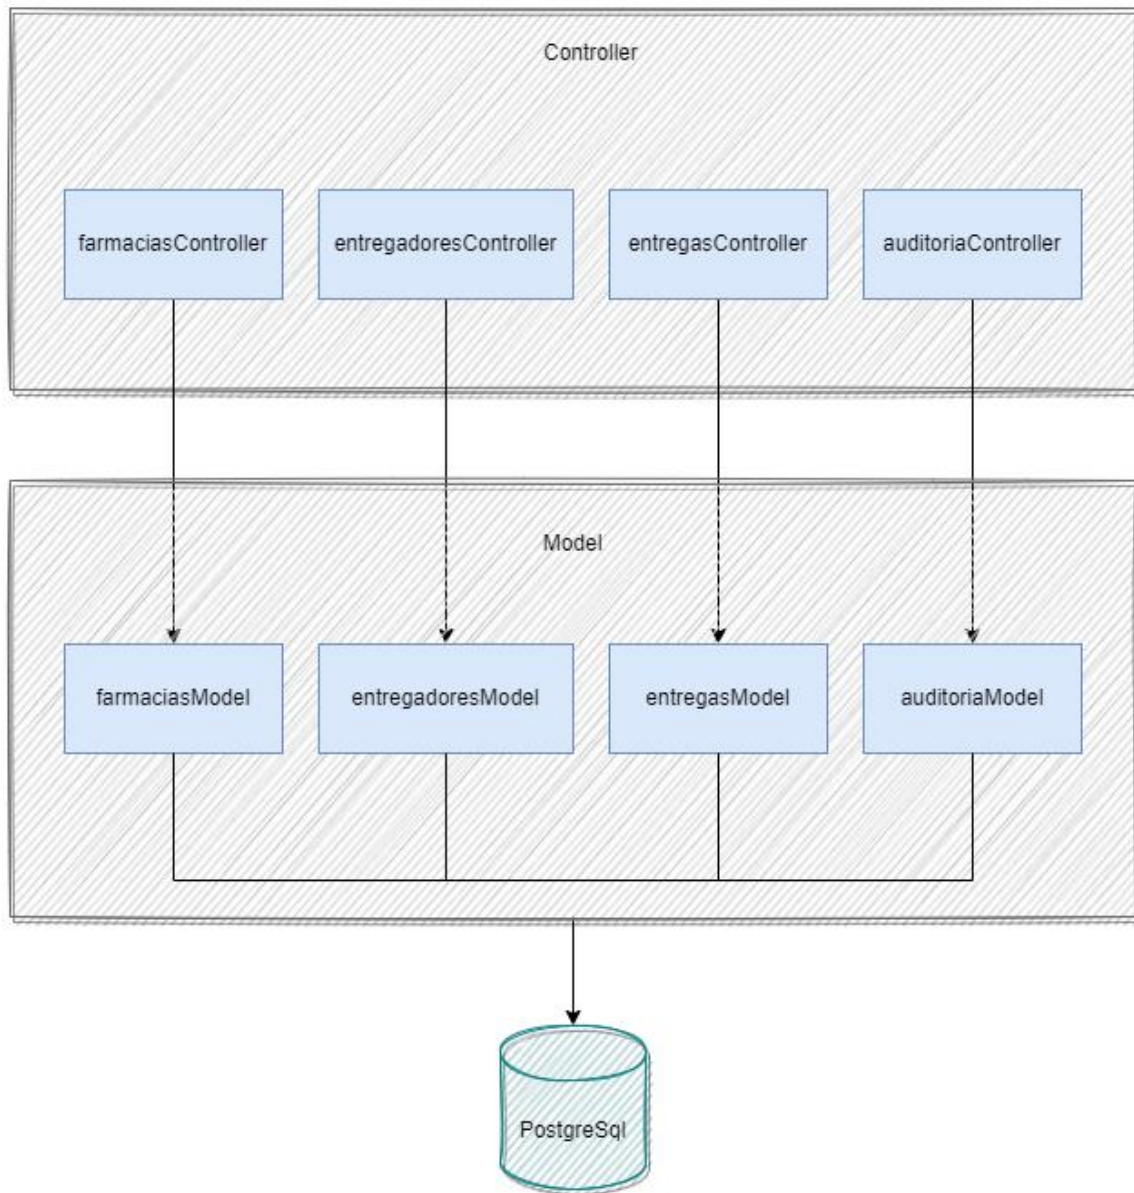 Controller
farmaciasController
entregadoresController
entregasController
auditoriaController
Model
farmaciasModel
entregadoresModel
entregasModel
auditoriaModel
PostgreSql